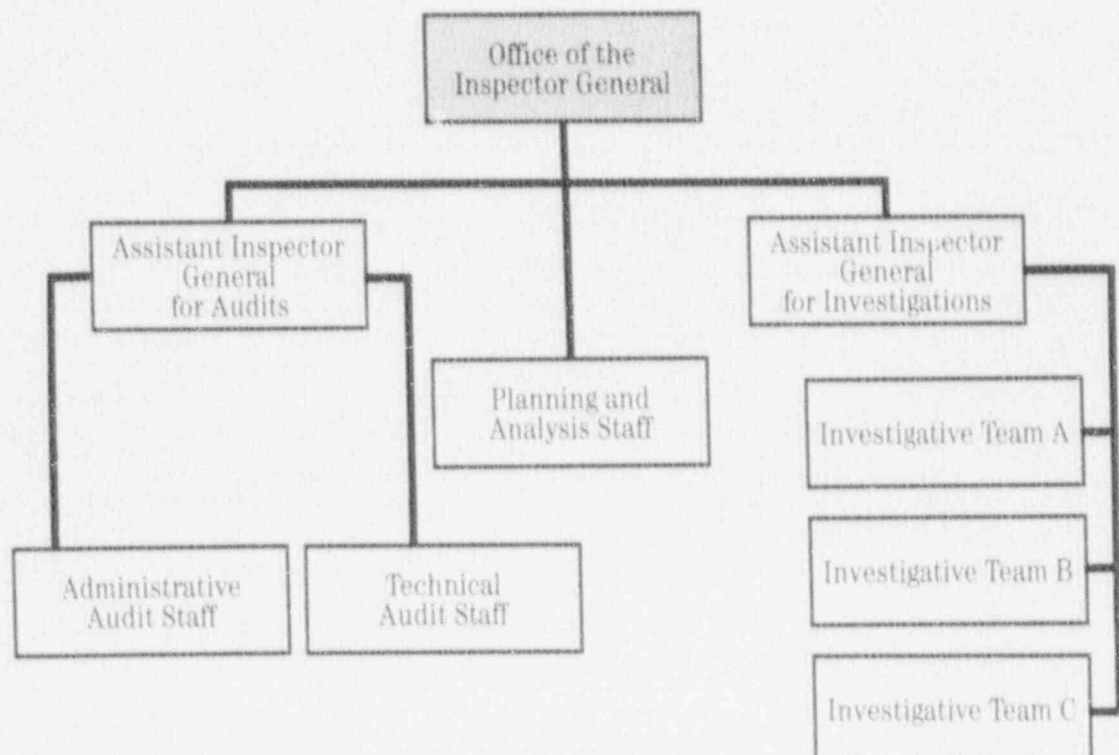 Office of the
Inspector General
Assistant Inspector
General
for Audits
Assistant Inspector
General
for Investigations
Planning and
Analysis Staff
Investigative Team A
Investigative Team B
Investigative Team C
Administrative
Audit Staff
Technical
Audit Staff